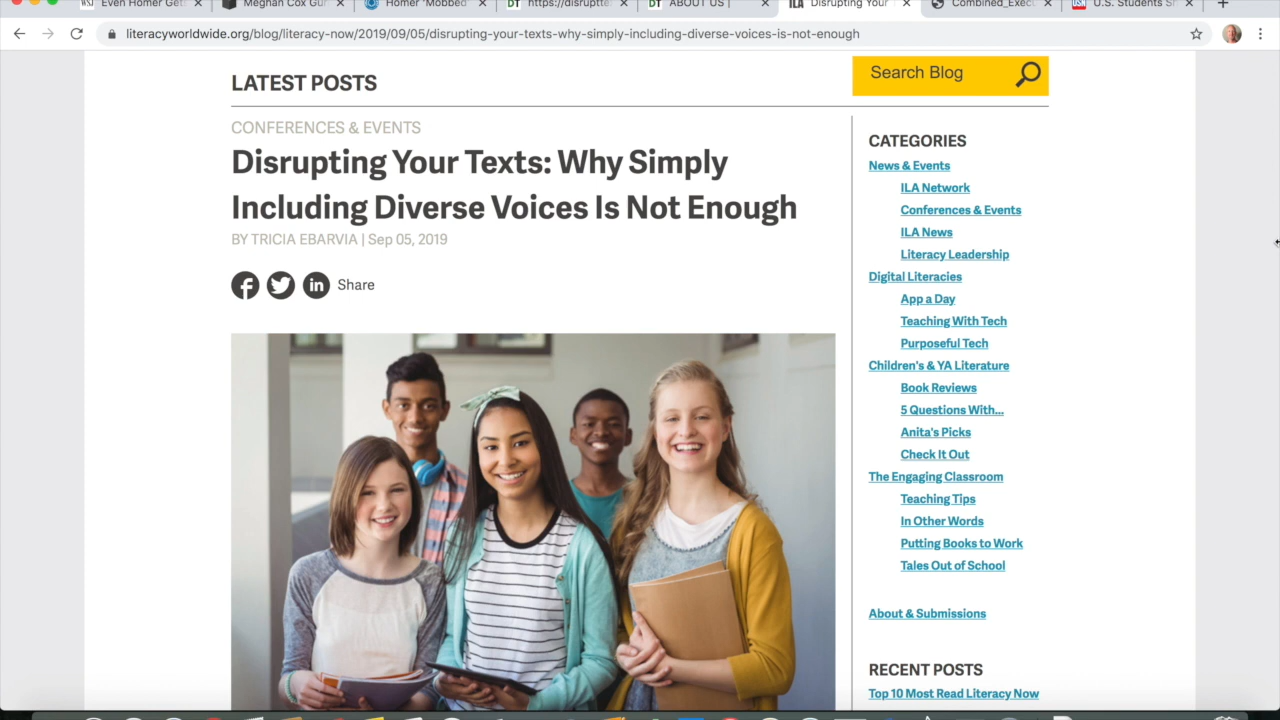 WSJ Even Homer Get
Meghan Cox Gur
Homer 'Mobbed
DT https://disruptte
DT ABOUT US |
ILA Disrupting Your
Combined_Exec
U.S. Students S
literacyworldwide.org/blog/literacy-now/2019/09/05/disrupting-your-texts-why-simply-including-diverse-voices-is-not-enough
LATEST POSTS
Search Blog
CONFERENCES & EVENTS
Disrupting Your Texts: Why Simply
Including Diverse Voices Is Not Enough
BY TRICIA EBARVIA | Sep 05, 2019
Share
CATEGORIES
News & Events
ILA Network
Conferences & Events
ILA News
Literacy Leadership
Digital Literacies
App a Day
Teaching With Tech
Purposeful Tech
Children's & YA Literature
Book Reviews
5 Questions With...
Anita's Picks
Check It Out
The Engaging Classroom
Teaching Tips
In Other Words
Putting Books to Work
Tales Out of School
About & Submissions
RECENT POSTS
Top 10 Most Read Literacy Now